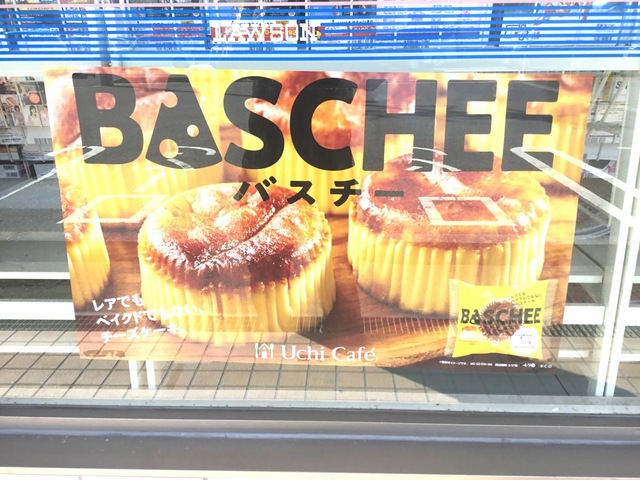 LAWSON
BASCHEE
バスチー
レアでも
ベイクドでもない、
チーズケーキ。
BASCHEE
Uchi Café